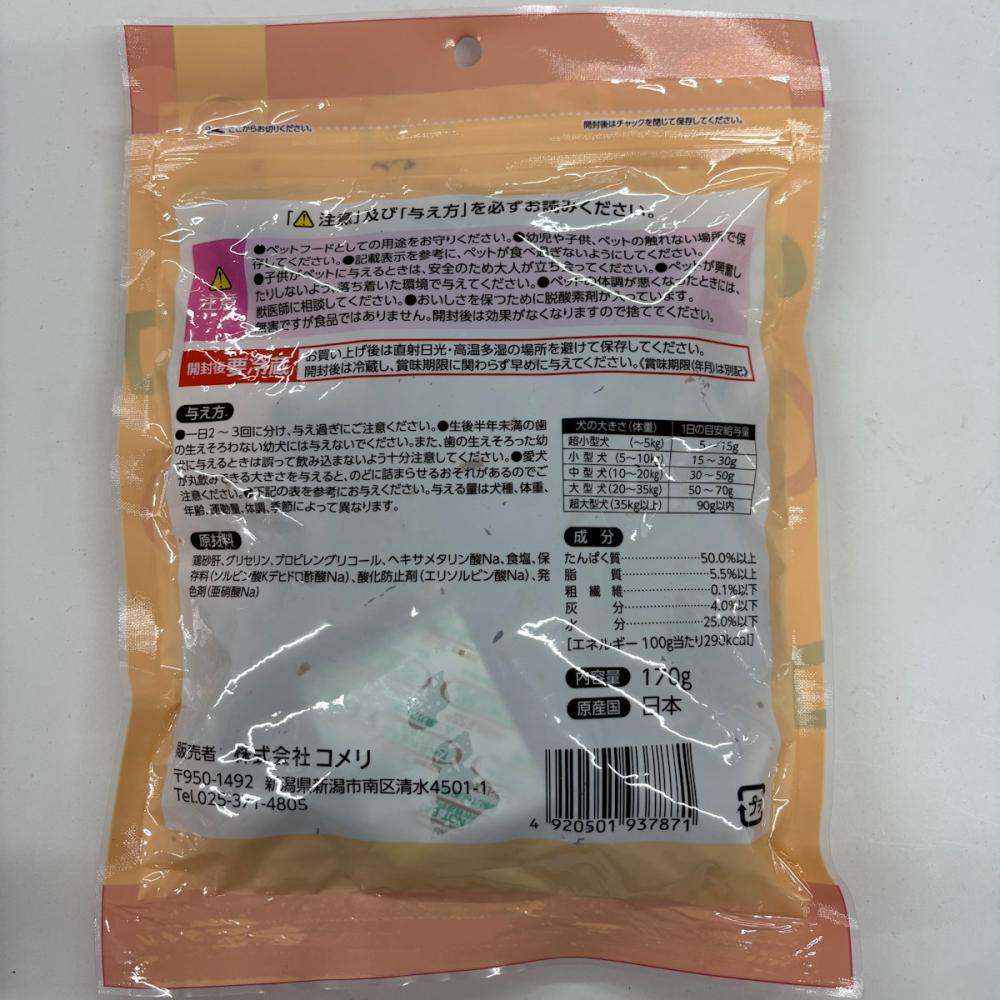 ここからお切りください。
開封後はチャックを閉じて保存してください。
「注意」及び「与え方」を必ずお読みください。
注意
●ペットフードとしての用途をお守りください。●幼児や子供、ペットの触れない場所で保
存してください。●記載表示を参考に、ペットが食べ過ぎないようにしてください。
●子供がペットに与えるときは、安全のため大人が立ち会ってください。●ペットが興奮し
たりしないよう落ち着いた環境で与えてください。●ペットの体調が悪くなったときには、
獣医師に相談してください。●おいしさを保つために脱酸素剤が入っています。
無害ですが食品ではありません。開封後は効果がなくなりますので捨ててください。
開封後要冷蔵
お買い上げ後は直射日光・高温多湿の場所を避けて保存してください。
開封後は冷蔵し、賞味期限に関わらず早めに与えてください。〈賞味期限(年月)は別記〉
与え方
●一日2～3回に分け、与え過ぎにご注意ください。●生後半年未満の歯
の生えそろわない幼犬には与えないでください。また、歯の生えそろった幼
犬に与えるときは誤って飲み込まないよう十分注意してください。●愛犬
が丸飲みできる大きさを与えると、のどに詰まらせるおそれがあるのでご
注意ください。●下記の表を参考にお与えください。与える量は犬種、体重、
年齢、運動量、体調、季節によって異なります。
犬の大きさ(体重) 1日の目安給与量
超小型犬 (～5kg) 5～15g
小型犬(5～10kg) 15～30g
中型犬(10～20kg) 30～50g
大型犬(20～35kg) 50～70g
超大型犬(35kg以上) 90g以内
原材料
鶏砂肝、グリセリン、プロピレングリコール、ヘキサメタリン酸Na、食塩、保
存料(ソルビン酸K、デヒドロ酢酸Na)、酸化防止剤(エリソルビン酸Na)、発
色剤(亜硝酸Na)
成分
たんぱく質 50.0%以上
脂質 5.5%以上
粗繊維 0.1%以下
灰分 4.0%以下
水分 25.0%以下
[エネルギー 100g当たり290kcal]
内容量 170g
原産国 日本
販売者 株式会社コメリ
〒950-1492 新潟県新潟市南区清水4501-1
Tel.025-371-4805
4 920501 937871
プラ